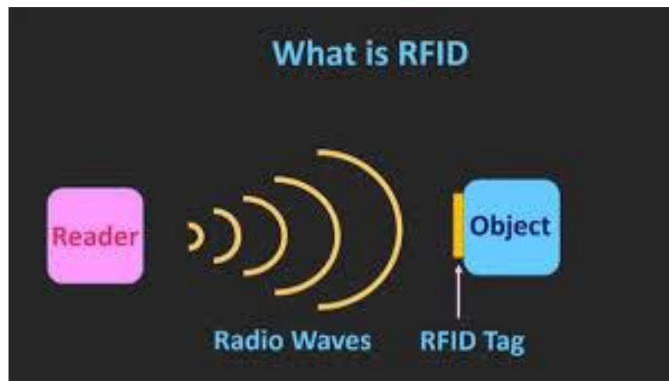 What is RFID
Reader
Object
Radio Waves
RFID Tag